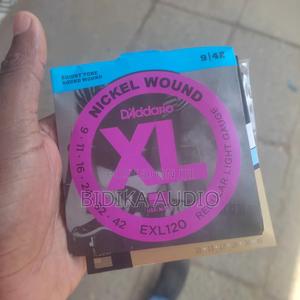 BRIGHT TONE
ROUND WOUND
9/42
NICKEL WOUND
D'Addario
XL
BIDIKA AUDIO
9 · 11 · 16 · 24 · 32 · 42
EXL120
REGULAR LIGHT GAUGE